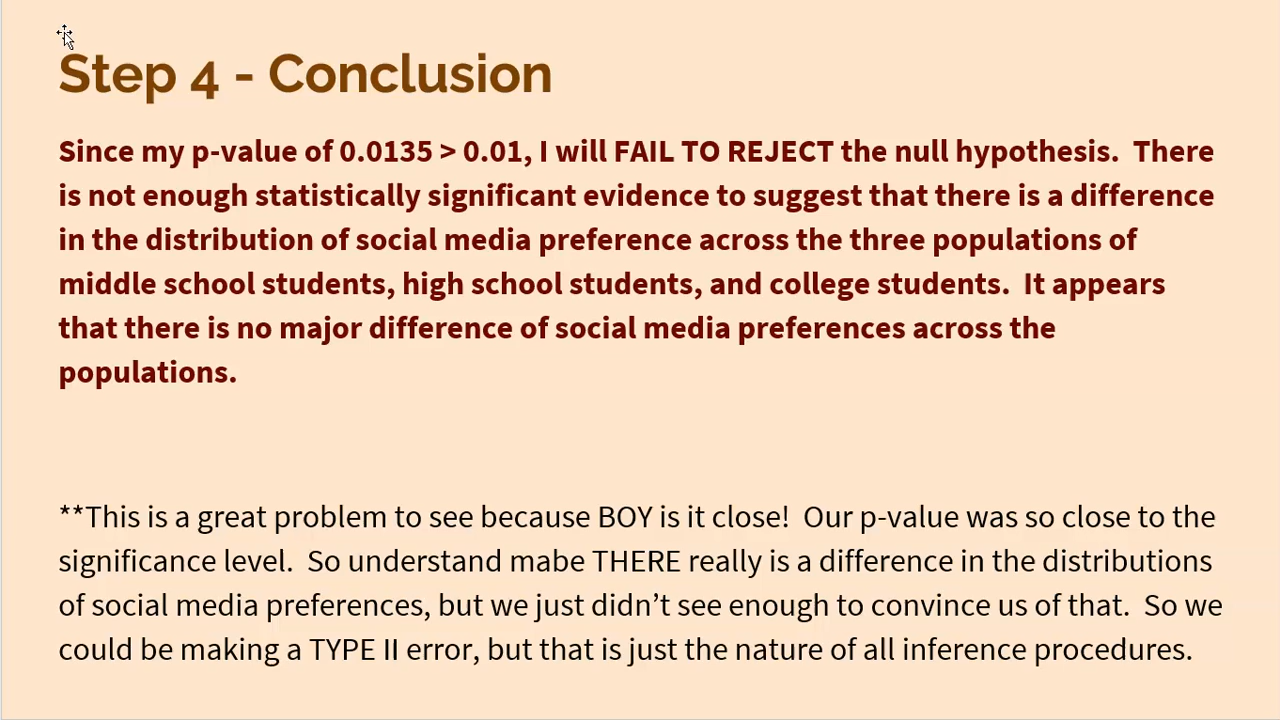 Step 4 - Conclusion
Since my p-value of 0.0135 > 0.01, I will FAIL TO REJECT the null hypothesis.  There
is not enough statistically significant evidence to suggest that there is a difference
in the distribution of social media preference across the three populations of
middle school students, high school students, and college students.  It appears
that there is no major difference of social media preferences across the
populations.
**This is a great problem to see because BOY is it close!  Our p-value was so close to the
significance level.  So understand mabe THERE really is a difference in the distributions
of social media preferences, but we just didn’t see enough to convince us of that.  So we
could be making a TYPE II error, but that is just the nature of all inference procedures.